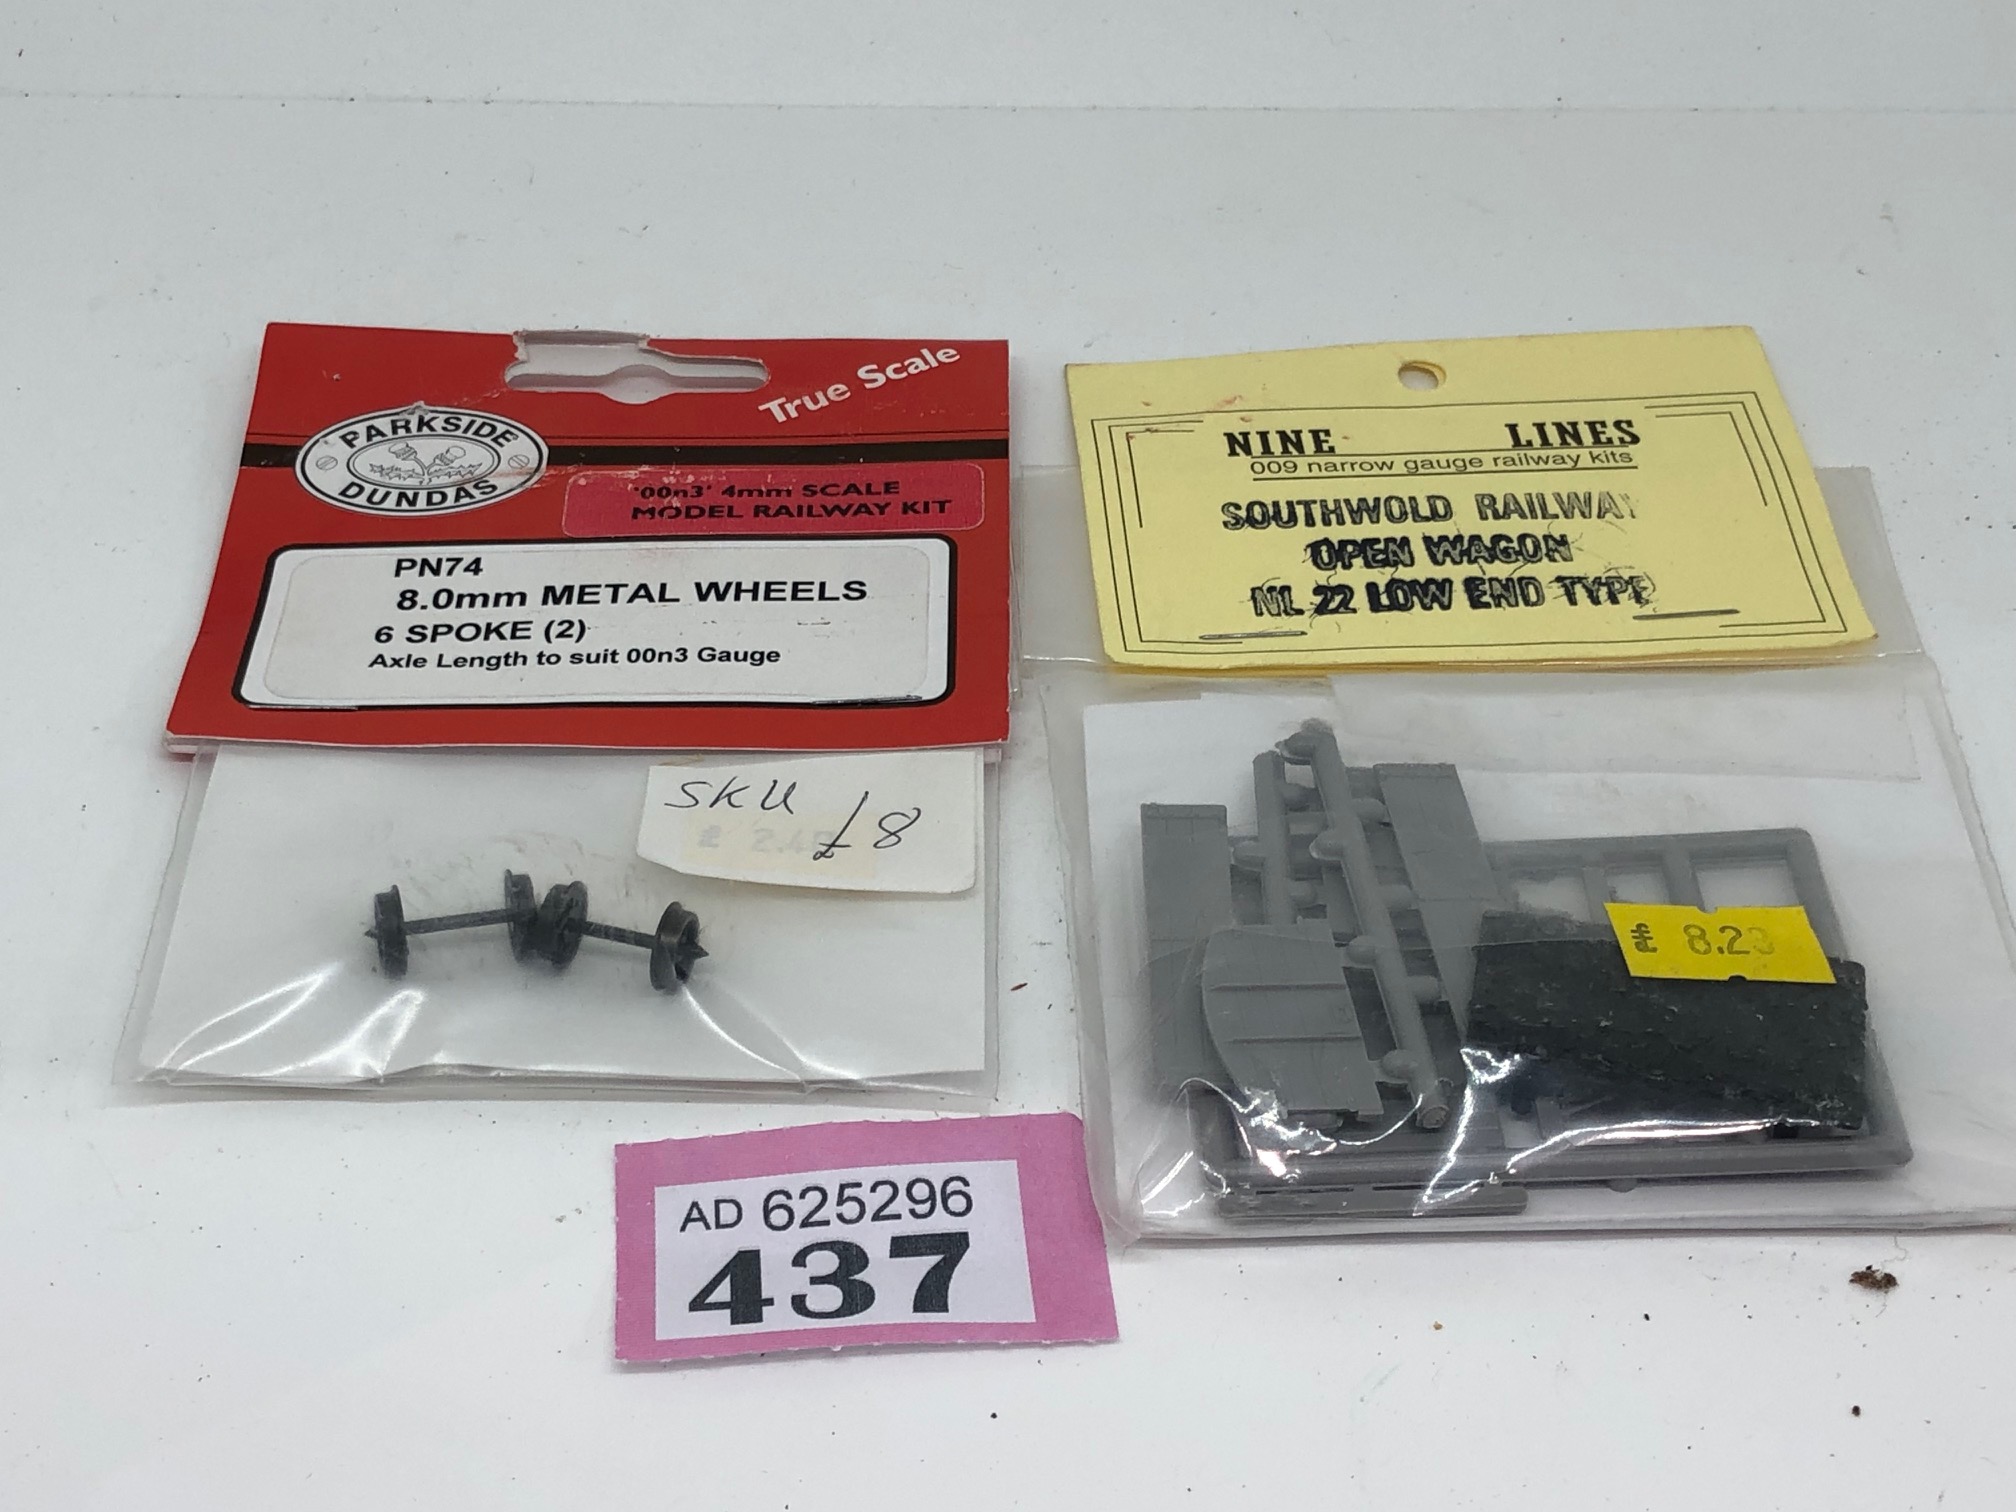 True Scale
PARKSIDE
DUNDAS
'00n3' 4mm SCALE
MODEL RAILWAY KIT
PN74
8.0mm METAL WHEELS
6 SPOKE (2)
Axle Length to suit 00n3 Gauge
SKU
£8
NINE LINES
009 narrow gauge railway kits
SOUTHWOLD RAILWAY
OPEN WAGON
NL 22 LOW END TYPE
£ 8.2
AD 625296
437